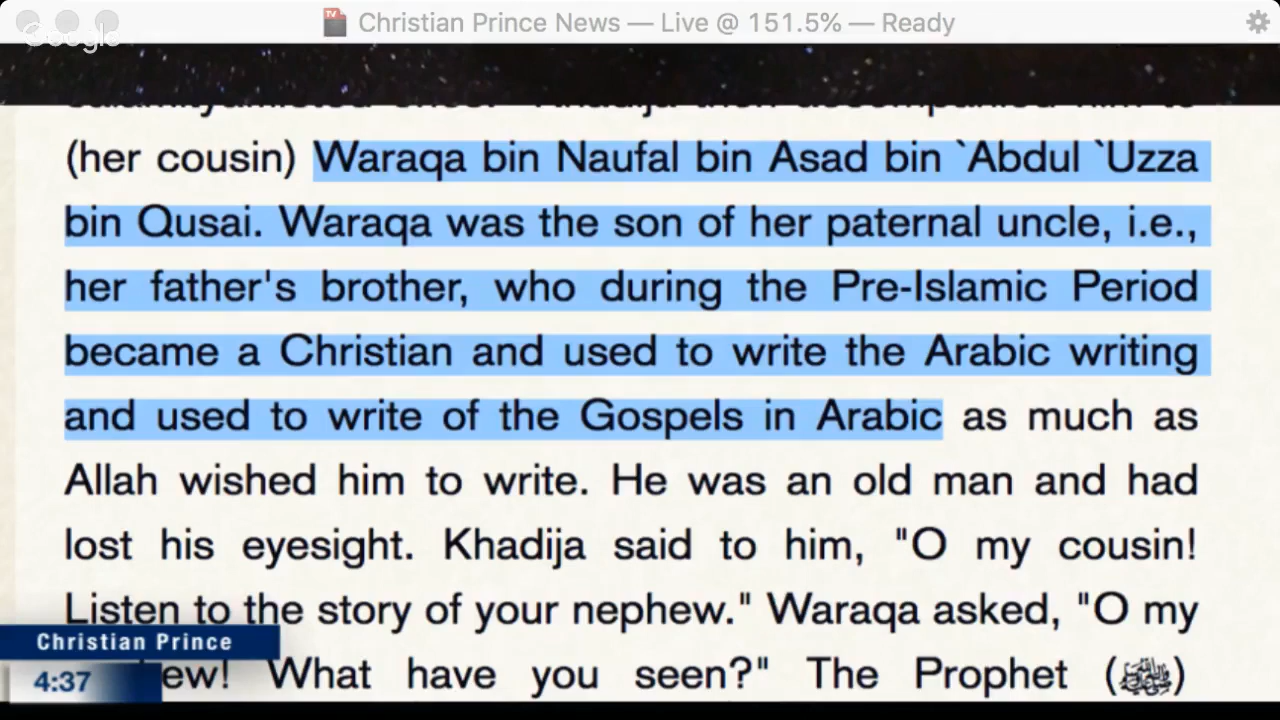 Christian Prince News — Live @ 151.5% — Ready
Google
(her cousin) Waraqa bin Naufal bin Asad bin `Abdul `Uzza
bin Qusai. Waraqa was the son of her paternal uncle, i.e.,
her father's brother, who during the Pre-Islamic Period
became a Christian and used to write the Arabic writing
and used to write of the Gospels in Arabic as much as
Allah wished him to write. He was an old man and had
lost his eyesight. Khadija said to him, "O my cousin!
Listen to the story of your nephew." Waraqa asked, "O my
ew! What have you seen?" The Prophet (ﷺ)
Christian Prince
4:37